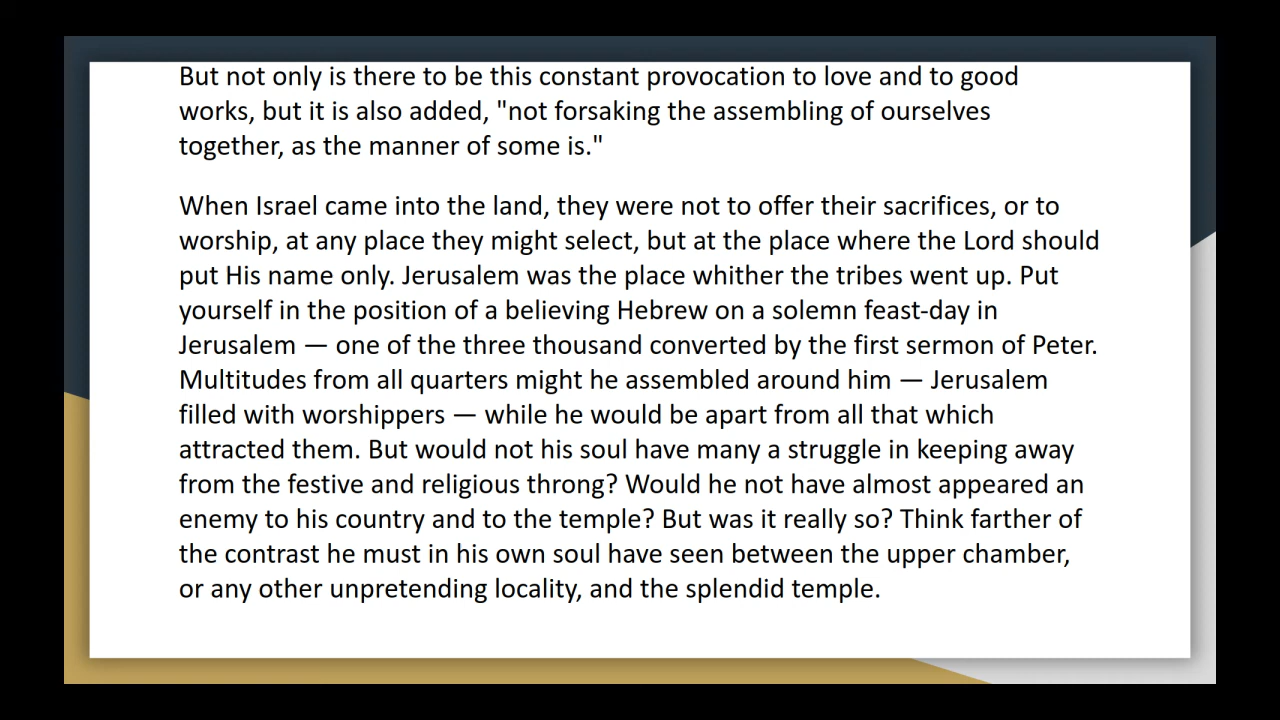 But not only is there to be this constant provocation to love and to good
works, but it is also added, "not forsaking the assembling of ourselves
together, as the manner of some is."
When Israel came into the land, they were not to offer their sacrifices, or to
worship, at any place they might select, but at the place where the Lord should
put His name only. Jerusalem was the place whither the tribes went up. Put
yourself in the position of a believing Hebrew on a solemn feast-day in
Jerusalem — one of the three thousand converted by the first sermon of Peter.
Multitudes from all quarters might he assembled around him — Jerusalem
filled with worshippers — while he would be apart from all that which
attracted them. But would not his soul have many a struggle in keeping away
from the festive and religious throng? Would he not have almost appeared an
enemy to his country and to the temple? But was it really so? Think farther of
the contrast he must in his own soul have seen between the upper chamber,
or any other unpretending locality, and the splendid temple.